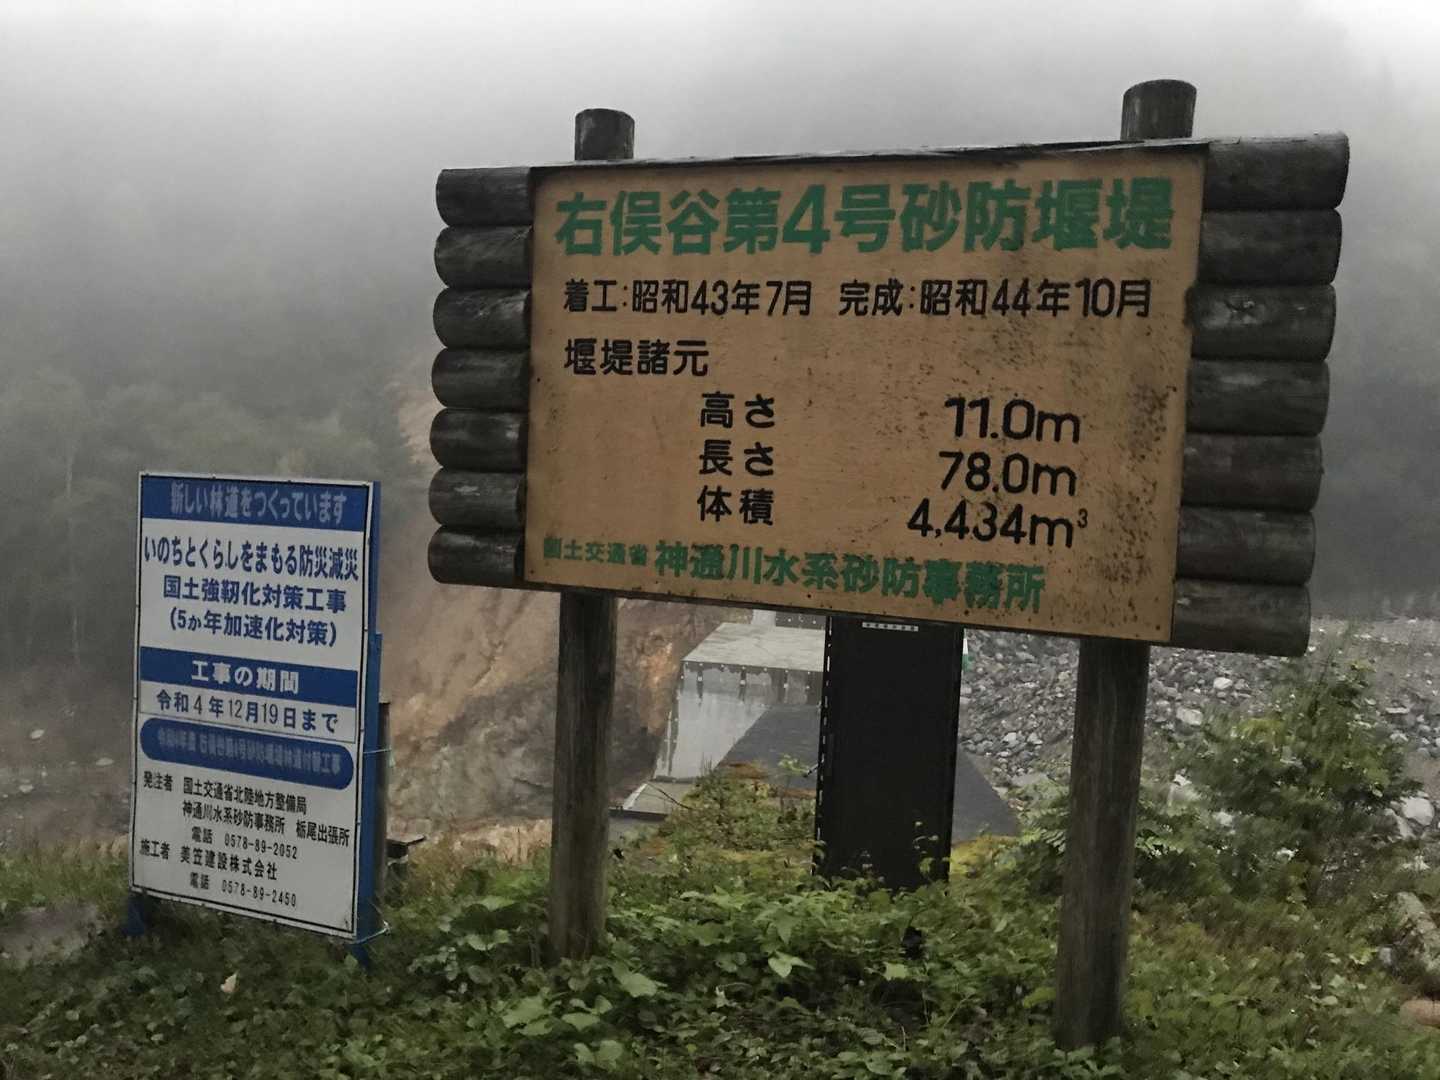 右俣谷第4号砂防堰堤
着工:昭和43年7月 完成:昭和44年10月
堰堤諸元
高さ 11.0m
長さ 78.0m
体積 4,434m³
国土交通省 神通川水系砂防事務所
新しい林道をつくっています
いのちとくらしをまもる防災減災
国土強靱化対策工事
(5か年加速化対策)
工事の期間
令和4年12月19日まで
発注者 国土交通省北陸地方整備局
神通川水系砂防事務所 栃尾出張所
電話 0578-89-2052
施工者 美笠建設株式会社
電話 0578-89-2450